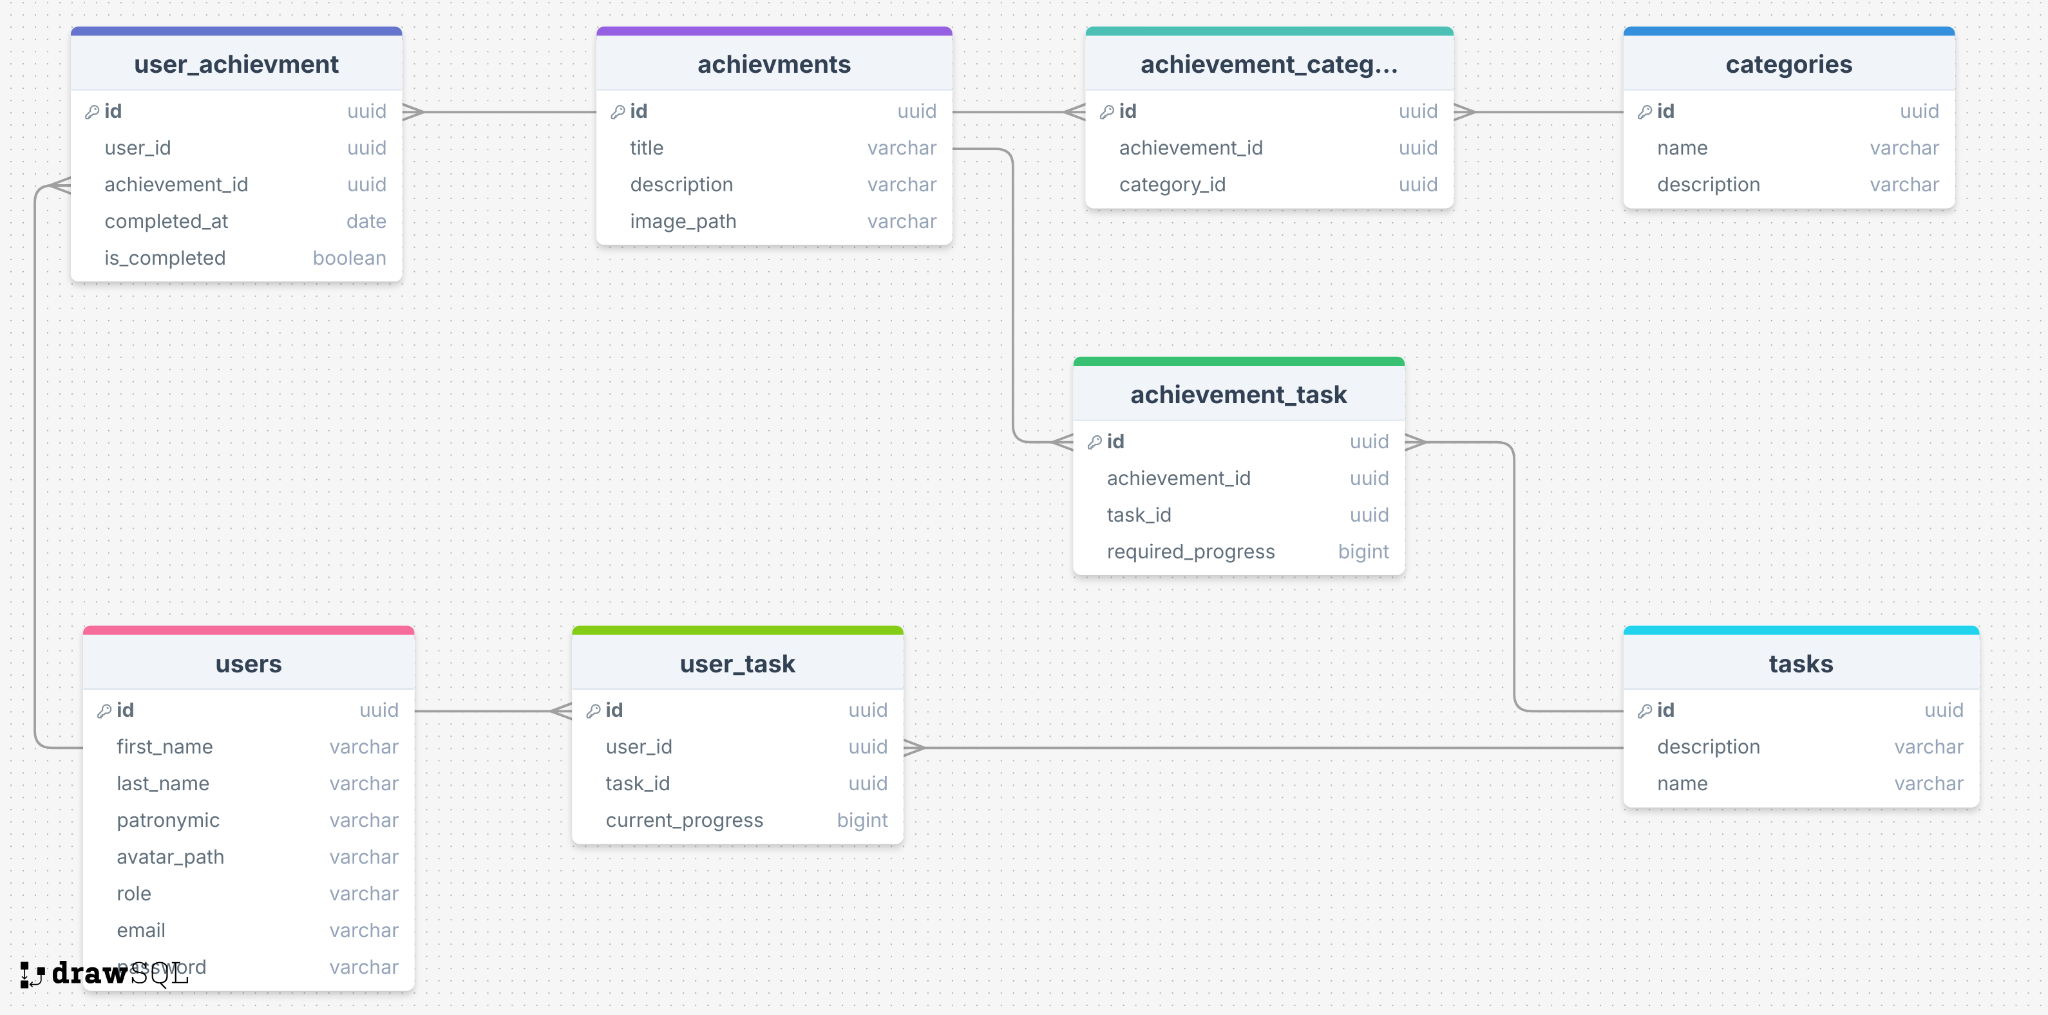 user_achievment
id uuid
user_id uuid
achievement_id uuid
completed_at date
is_completed boolean
achievments
id uuid
title varchar
description varchar
image_path varchar
achievement_categ...
id uuid
achievement_id uuid
category_id uuid
categories
id uuid
name varchar
description varchar
achievement_task
id uuid
achievement_id uuid
task_id uuid
required_progress bigint
users
id uuid
first_name varchar
last_name varchar
patronymic varchar
avatar_path varchar
role varchar
email varchar
password varchar
user_task
id uuid
user_id uuid
task_id uuid
current_progress bigint
tasks
id uuid
description varchar
name varchar
drawSQL